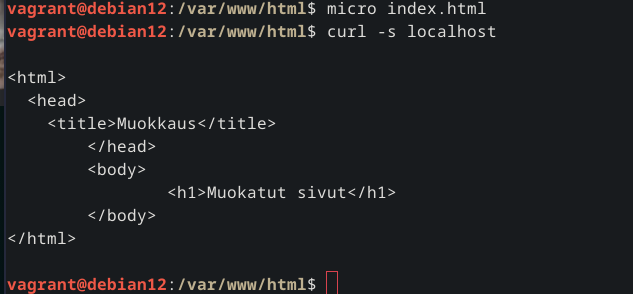 vagrant@debian12:/var/www/html$ micro index.html
vagrant@debian12:/var/www/html$ curl -s localhost
<html>
<head>
<title>Muokkaus</title>
</head>
<body>
<h1>Muokatut sivut</h1>
</body>
</html>
vagrant@debian12:/var/www/html$